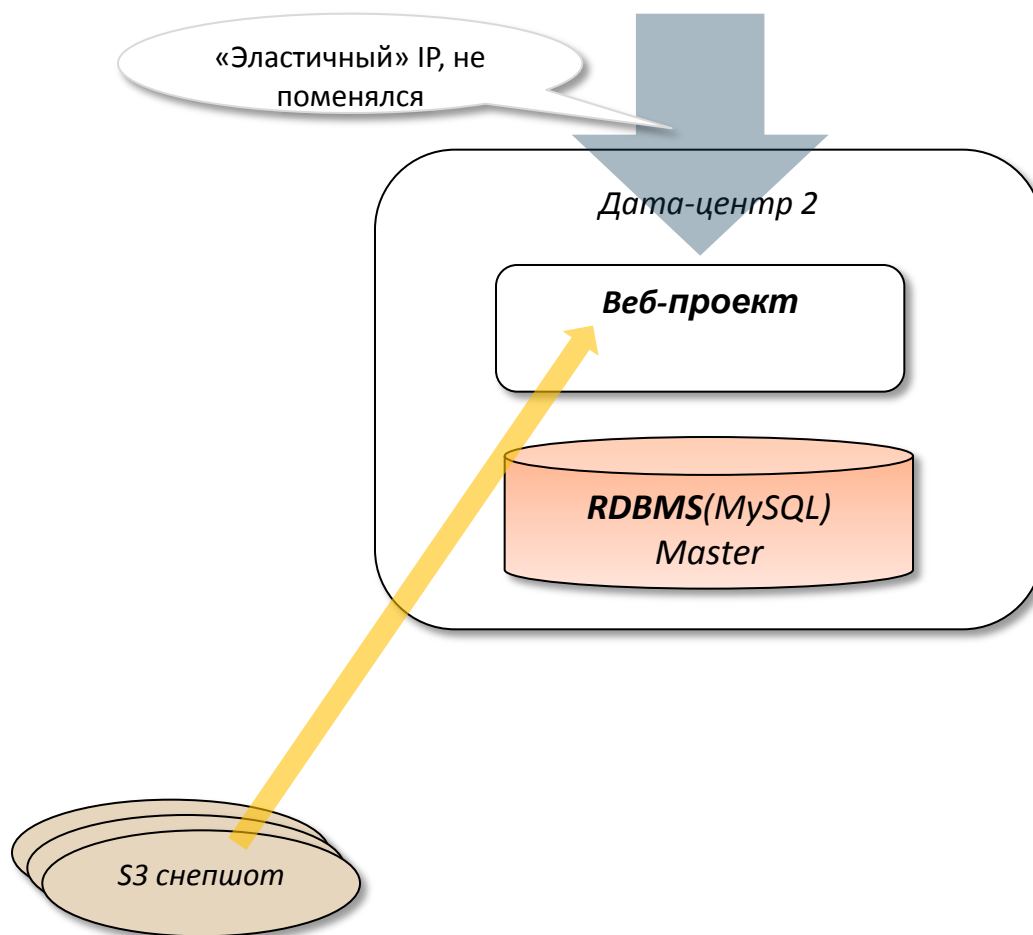 «Эластичный» IP, не
поменялся
Дата-центр 2
Веб-проект
RDBMS(MySQL)
Master
S3 снепшот